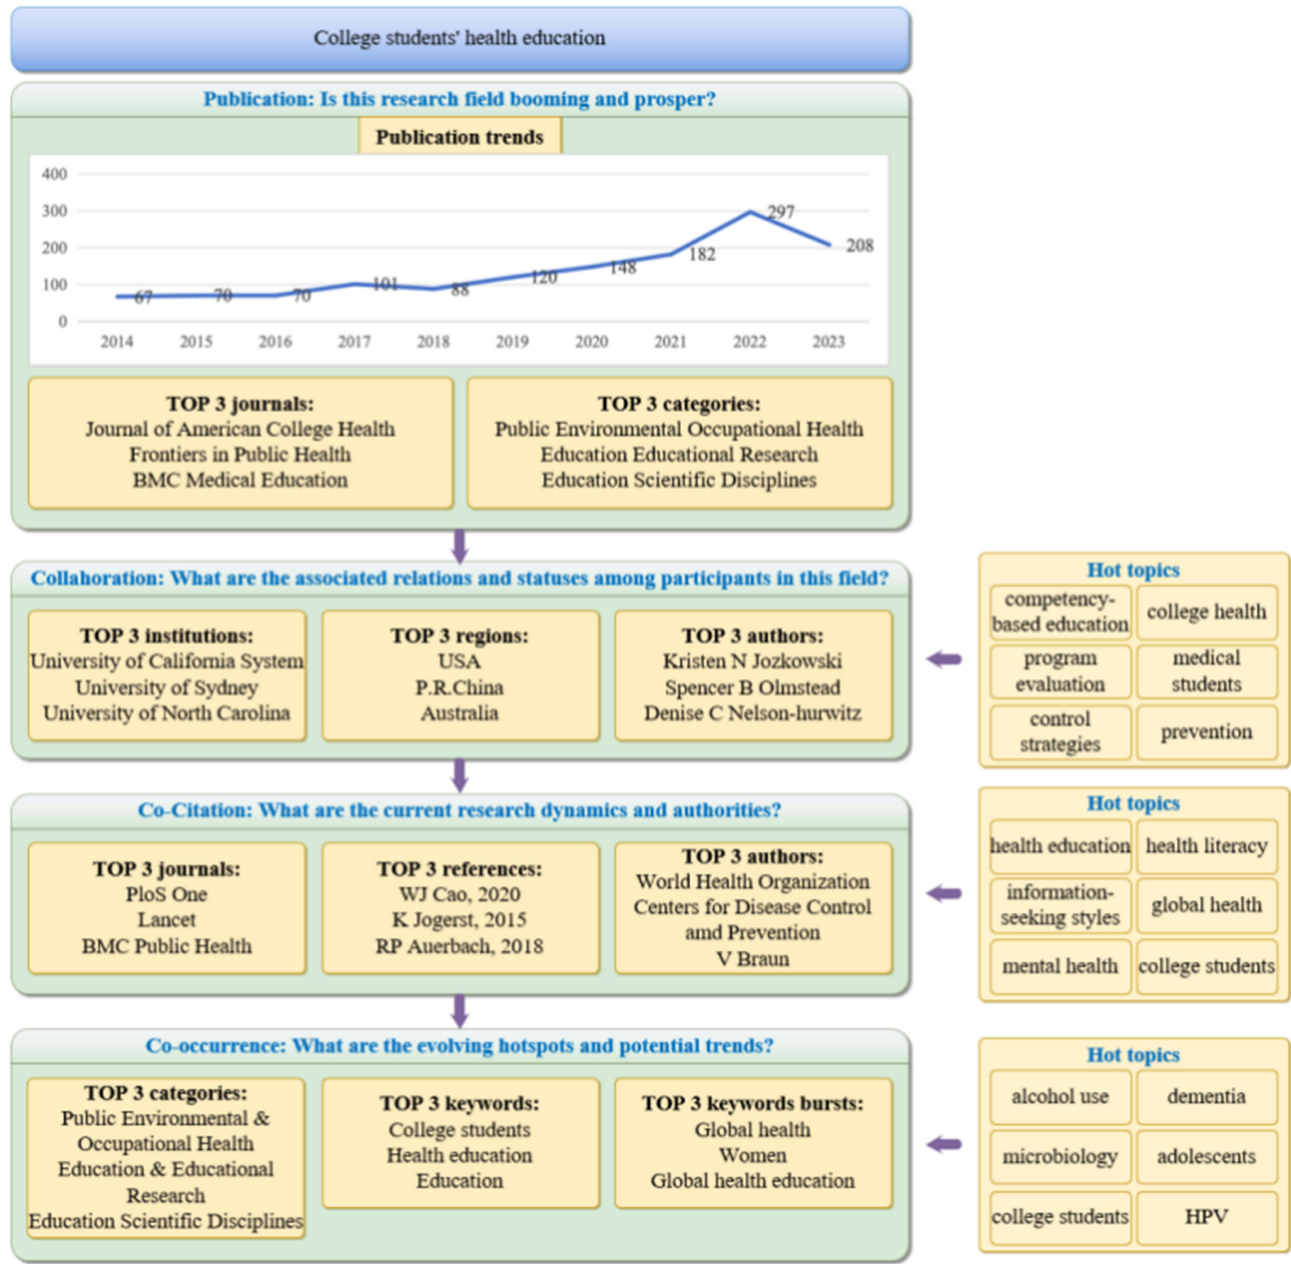 College students' health education
Publication: Is this research field booming and prosper?
Publication trends
400
300
200
100
0
67
70
70
101
88
120
148
182
297
208
2014
2015
2016
2017
2018
2019
2020
2021
2022
2023
TOP 3 journals:
Journal of American College Health
Frontiers in Public Health
BMC Medical Education
TOP 3 categories:
Public Environmental Occupational Health
Education Educational Research
Education Scientific Disciplines
Collahoration: What are the associated relations and statuses among participants in this field?
TOP 3 institutions:
University of California System
University of Sydney
University of North Carolina
TOP 3 regions:
USA
P.R.China
Australia
TOP 3 authors:
Kristen N Jozkowski
Spencer B Olmstead
Denise C Nelson-hurwitz
Hot topics
competency-
based education
college health
program
evaluation
medical
students
control
strategies
prevention
Co-Citation: What are the current research dynamics and authorities?
TOP 3 journals:
PloS One
Lancet
BMC Public Health
TOP 3 references:
WJ Cao, 2020
K Jogerst, 2015
RP Auerbach, 2018
TOP 3 authors:
World Health Organization
Centers for Disease Control
amd Prevention
V Braun
Hot topics
health education
health literacy
information-
seeking styles
global health
mental health
college students
Co-occurrence: What are the evolving hotspots and potential trends?
TOP 3 categories:
Public Environmental &
Occupational Health
Education & Educational
Research
Education Scientific Disciplines
TOP 3 keywords:
College students
Health education
Education
TOP 3 keywords bursts:
Global health
Women
Global health education
Hot topics
alcohol use
dementia
microbiology
adolescents
college students
HPV